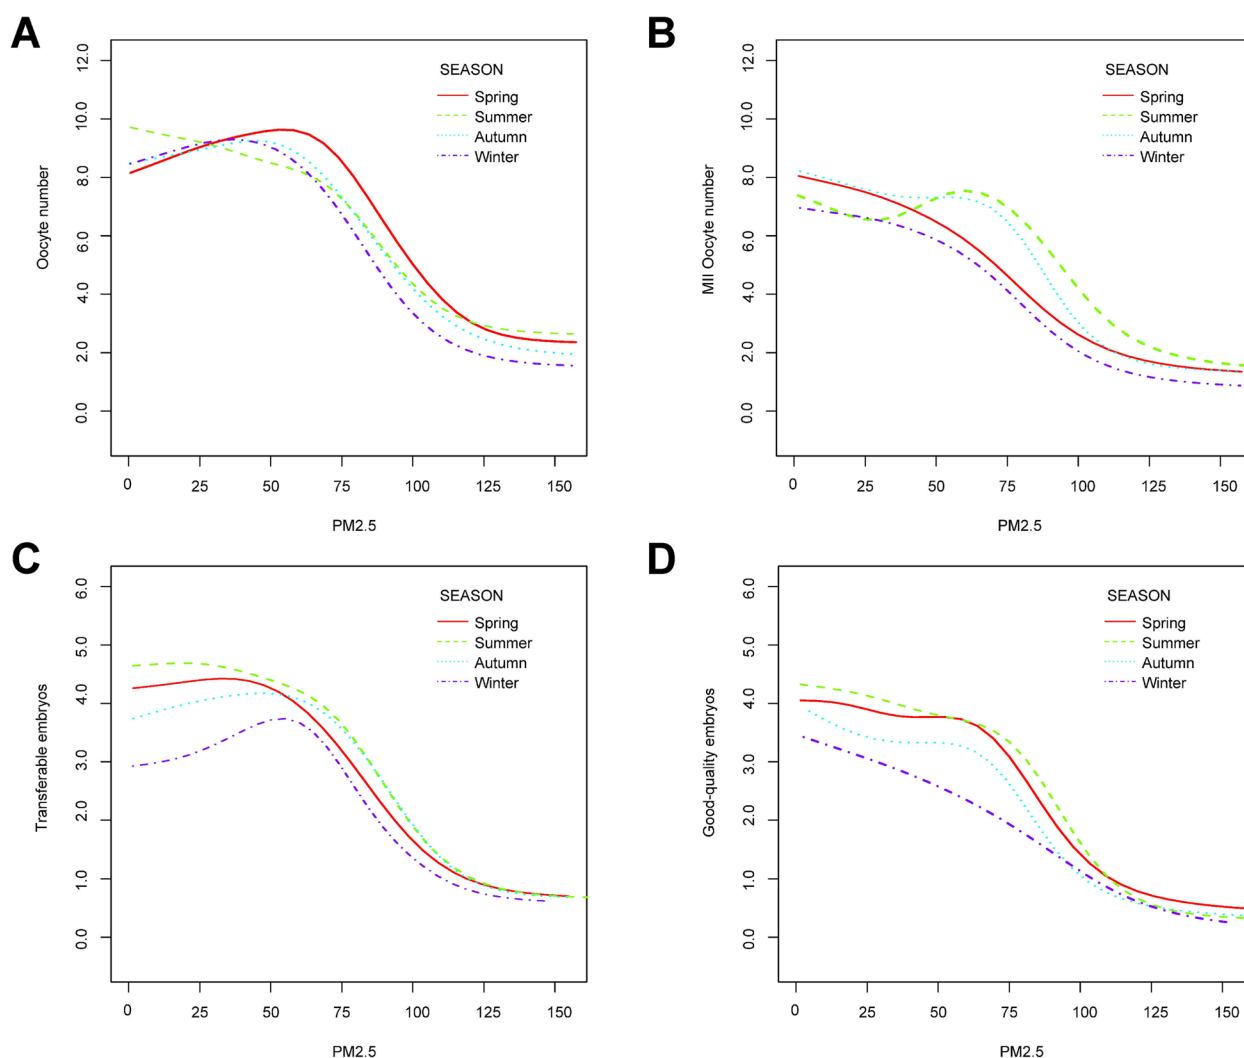 A
Oocyte number
12.0
10.0
8.0
6.0
4.0
2.0
0.0
SEASON
Spring
Summer
Autumn
Winter
0 25 50 75 100 125 150
PM2.5
B
MII Oocyte number
12.0
10.0
8.0
6.0
4.0
2.0
0.0
SEASON
Spring
Summer
Autumn
Winter
0 25 50 75 100 125 150
PM2.5
C
Transferable embryos
6.0
5.0
4.0
3.0
2.0
1.0
0.0
SEASON
Spring
Summer
Autumn
Winter
0 25 50 75 100 125 150
PM2.5
D
Good-quality embryos
6.0
5.0
4.0
3.0
2.0
1.0
0.0
SEASON
Spring
Summer
Autumn
Winter
0 25 50 75 100 125 150
PM2.5